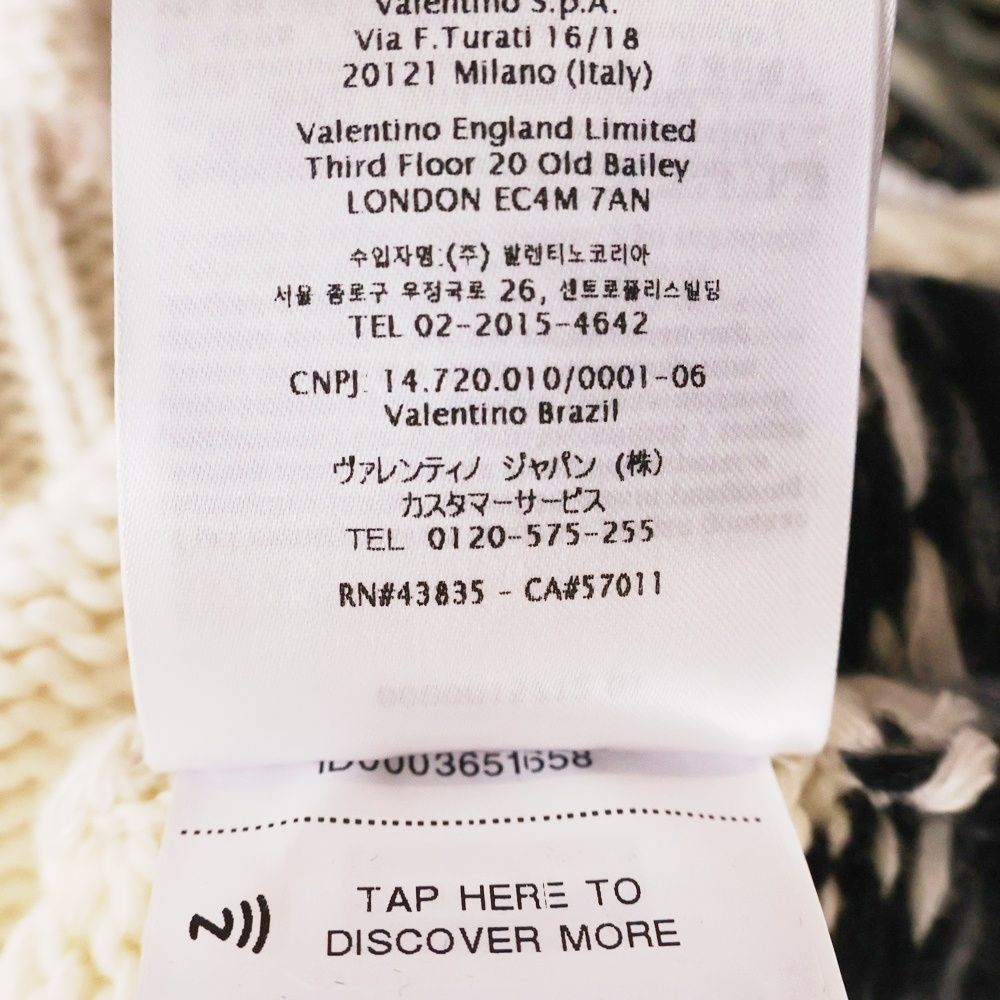 Valentino S.p.A.
Via F.Turati 16/18
20121 Milano (Italy)
Valentino England Limited
Third Floor 20 Old Bailey
LONDON EC4M 7AN
수입자명:(주) 발렌티노코리아
서울 종로구 우정국로 26, 센트로폴리스빌딩
TEL 02-2015-4642
CNPJ: 14.720.010/0001-06
Valentino Brazil
ヴァレンティノ ジャパン (株)
カスタマーサービス
TEL 0120-575-255
RN#43835 - CA#57011
ID0003651658
TAP HERE TO
DISCOVER MORE